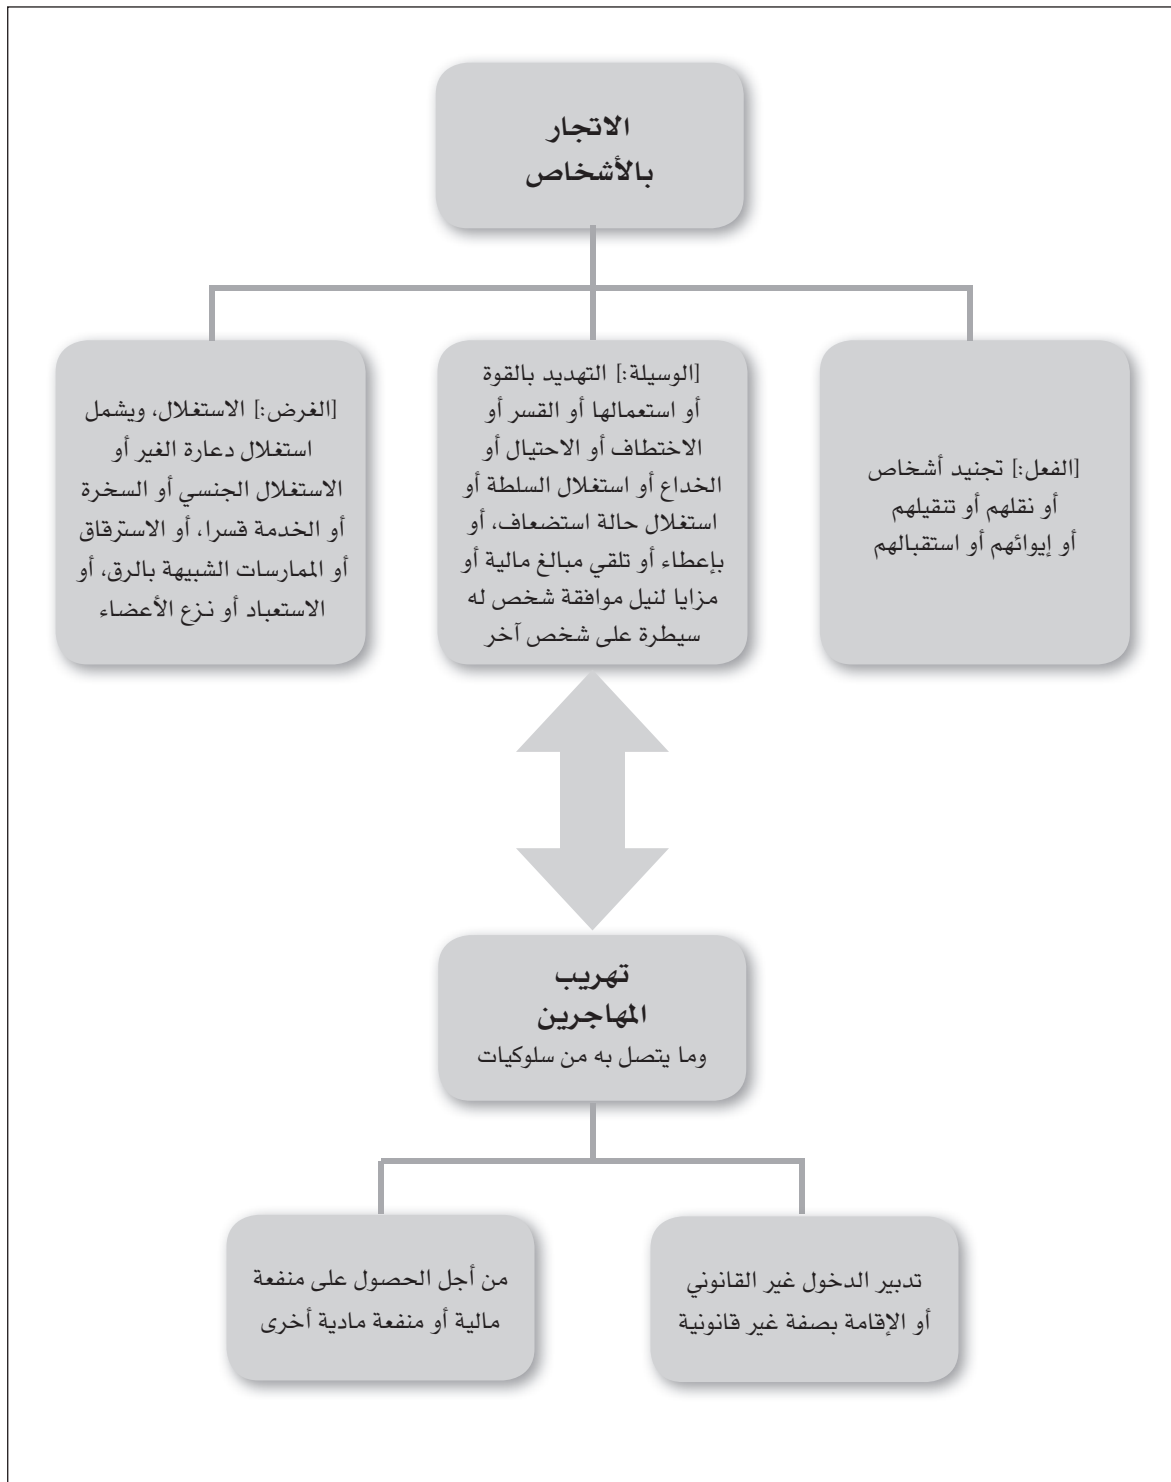 الاتجار
بالأشخاص
[الفعل:] تجنيد أشخاص
أو نقلهم أو تنقيلهم
أو إيوائهم أو استقبالهم
[الوسيلة:] التهديد بالقوة
أو استعمالها أو القسر أو
الاختطاف أو الاحتيال أو
الخداع أو استغلال السلطة أو
استغلال حالة استضعاف، أو
بإعطاء أو تلقي مبالغ مالية أو
مزايا لنيل موافقة شخص له
سيطرة على شخص آخر
[الغرض:] الاستغلال، ويشمل
استغلال دعارة الغير أو
الاستغلال الجنسي أو السخرة
أو الخدمة قسرا، أو الاسترقاق
أو الممارسات الشبيهة بالرق، أو
الاستعباد أو نزع الأعضاء
تهريب
المهاجرين
وما يتصل به من سلوكيات
تدبير الدخول غير القانوني
أو الإقامة بصفة غير قانونية
من أجل الحصول على منفعة
مالية أو منفعة مادية أخرى